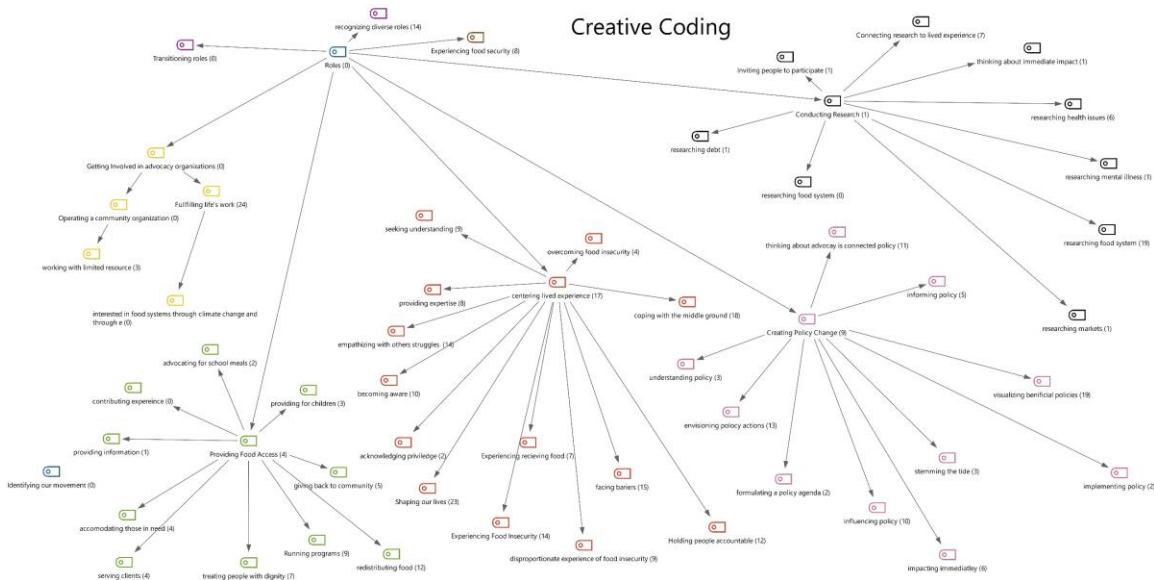 Creative Coding
recognizing diverse roles (14)
Transitioning roles (0)
Roles (0)
Experiencing food security (8)
Connecting research to lived experience (7)
Inviting people to participate (1)
thinking about immediate impact (1)
Conducting Research (1)
researching health issues (6)
researching debt (1)
researching food system (0)
researching mental illness (1)
researching food system (19)
researching markets (1)
Getting Involved in advocacy organizations (0)
Operating a community organization (0)
Fullfilling life's work (24)
working with limited resource (3)
interested in food systems through climate change and
through e (0)
seeking understanding (9)
overcoming food insecurity (4)
providing expertise (8)
centering lived experience (17)
coping with the middle ground (18)
empathizing with others struggles (14)
becoming aware (10)
acknowledging priviledge (2)
Experiencing recieving food (7)
Shaping our lives (23)
facing bariers (15)
Experiencing Food Insecurity (14)
disproportionate experience of food insecurity (9)
Holding people accountable (12)
thinking about advocay is connected policy (11)
informing policy (5)
Creating Policy Change (9)
understanding policy (3)
visualizing benificial policies (19)
envisioning poiocy actions (13)
stemming the tide (3)
formulating a policy agenda (2)
implementing policy (2)
influencing policy (10)
impacting immediatley (6)
advocating for school meals (2)
contributing expereince (0)
providing for children (3)
providing information (1)
Providing Food Access (4)
Identifying our movement (0)
giving back to community (5)
accomodating those in need (4)
Running programs (9)
serving clients (4)
treating people with dignity (7)
redistributing food (12)